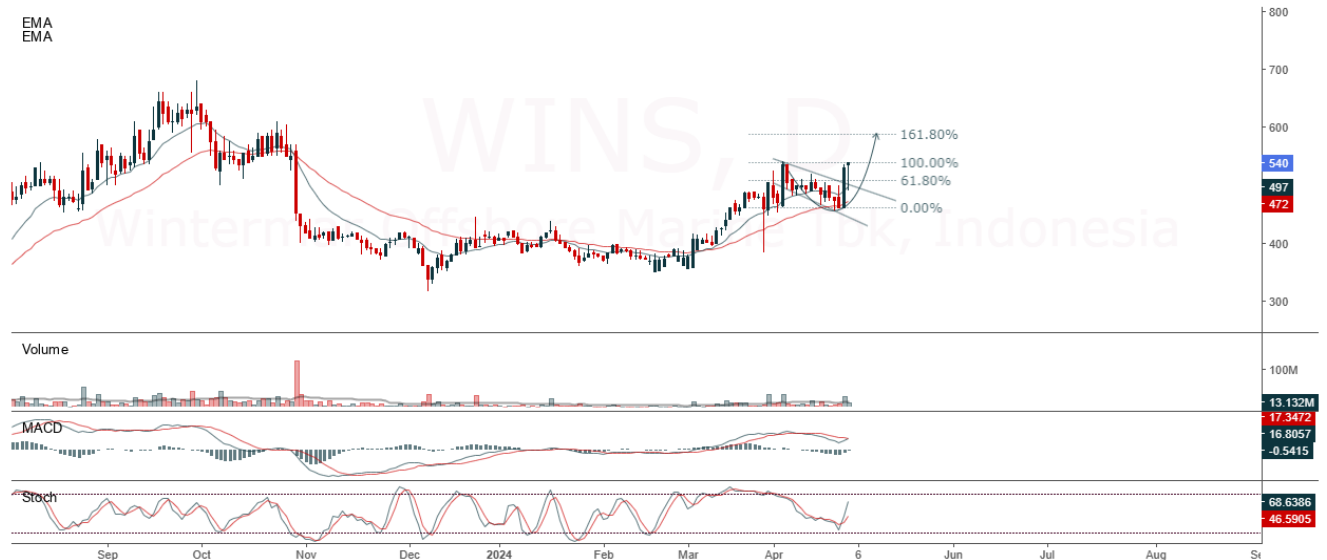 EMA
EMA
WINS, D
Wintermar Offshore Marine Tbk, Indonesia
800
700
600
540
497
472
400
300
161.80%
100.00%
61.80%
0.00%
Volume
100M
13.132M
MACD
17.3472
16.8057
-0.5415
Stoch
68.6386
46.5905
Sep
Oct
Nov
Dec
2024
Feb
Mar
Apr
6
Jun
Jul
Aug
Se